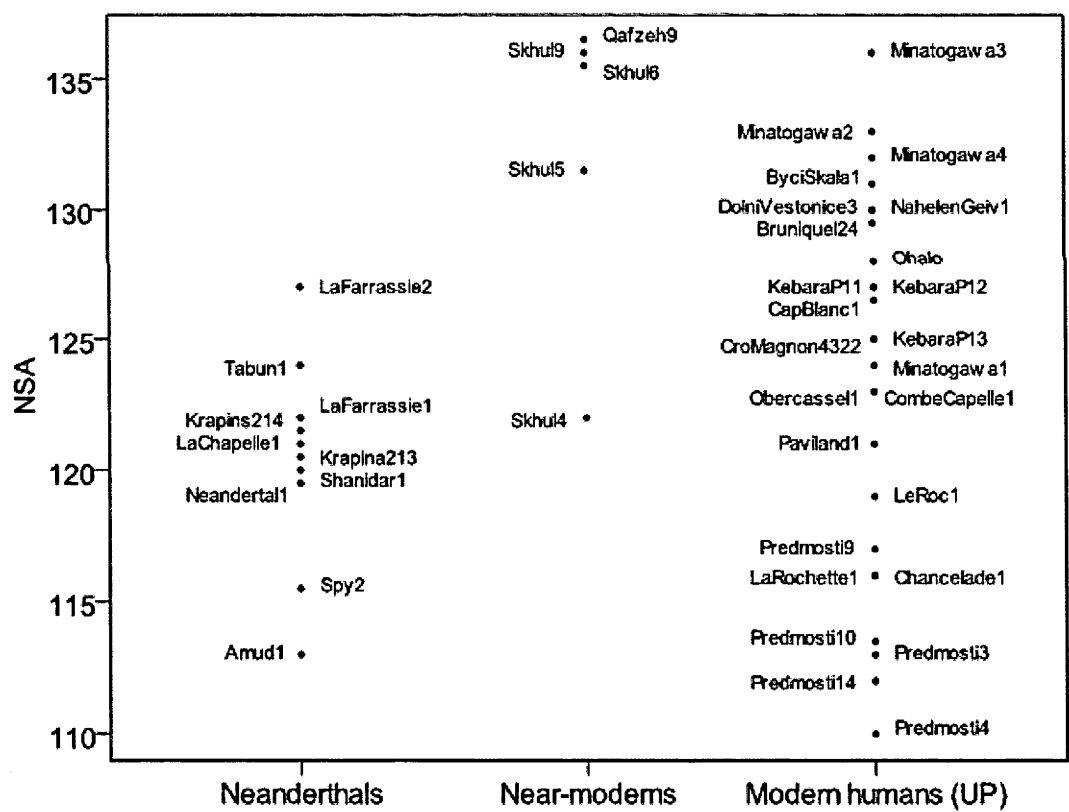 NSA
135
130
125
120
115
110
LaFarrassie2
Tabun1
LaFarrassie1
Krapins214
LaChapelle1
Krapina213
Shanidar1
Neandertal1
Spy2
Amud1
Qafzeh9
Skhul9
Skhul6
Skhul5
Skhul4
Minatogawa3
Minatogawa2
Minatogawa4
ByciSkala1
DolniVestonice3
NahelenGeiv1
Bruniquel24
Ohalo
KebaraP11
KebaraP12
CapBlanc1
KebaraP13
CroMagnon4322
Minatogawa1
Obercassel1
CombeCapelle1
Paviland1
LeRoc1
Predmosti9
LaRochette1
Chancelade1
Predmosti10
Predmosti3
Predmosti14
Predmosti4
Neanderthals
Near-moderns
Modern humans (UP)